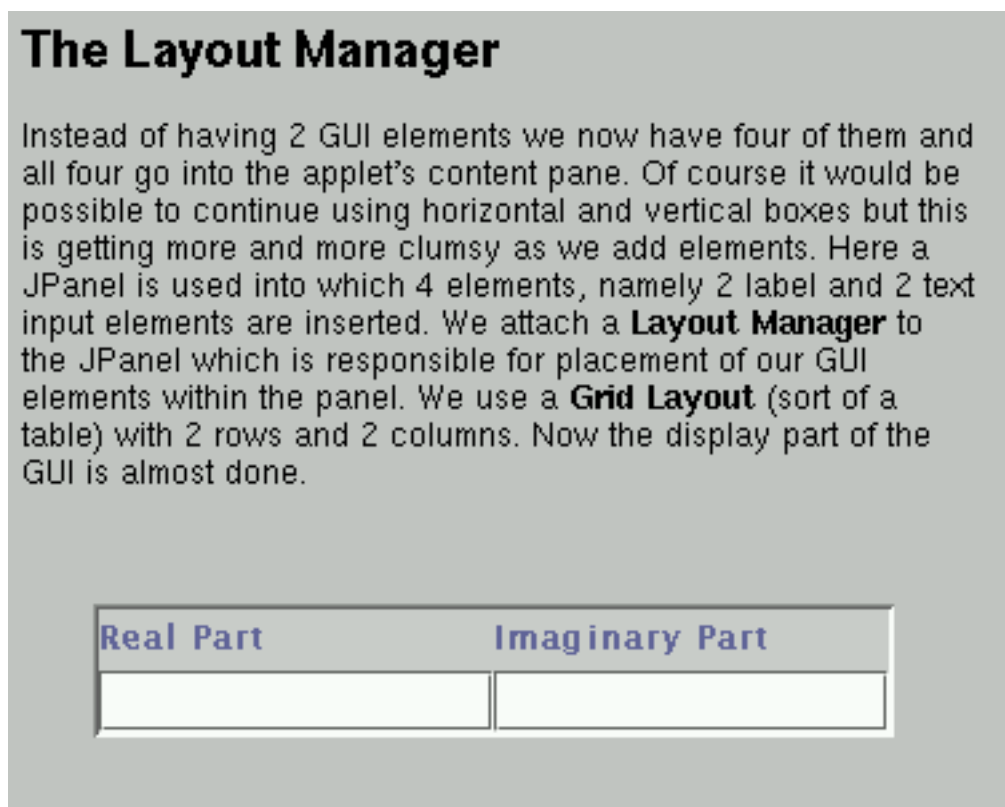 The Layout Manager
Instead of having 2 GUI elements we now have four of them and
all four go into the applet's content pane. Of course it would be
possible to continue using horizontal and vertical boxes but this
is getting more and more clumsy as we add elements. Here a
JPanel is used into which 4 elements, namely 2 label and 2 text
input elements are inserted. We attach a Layout Manager to
the JPanel which is responsible for placement of our GUI
elements within the panel. We use a Grid Layout (sort of a
table) with 2 rows and 2 columns. Now the display part of the
GUI is almost done.
Real Part Imaginary Part